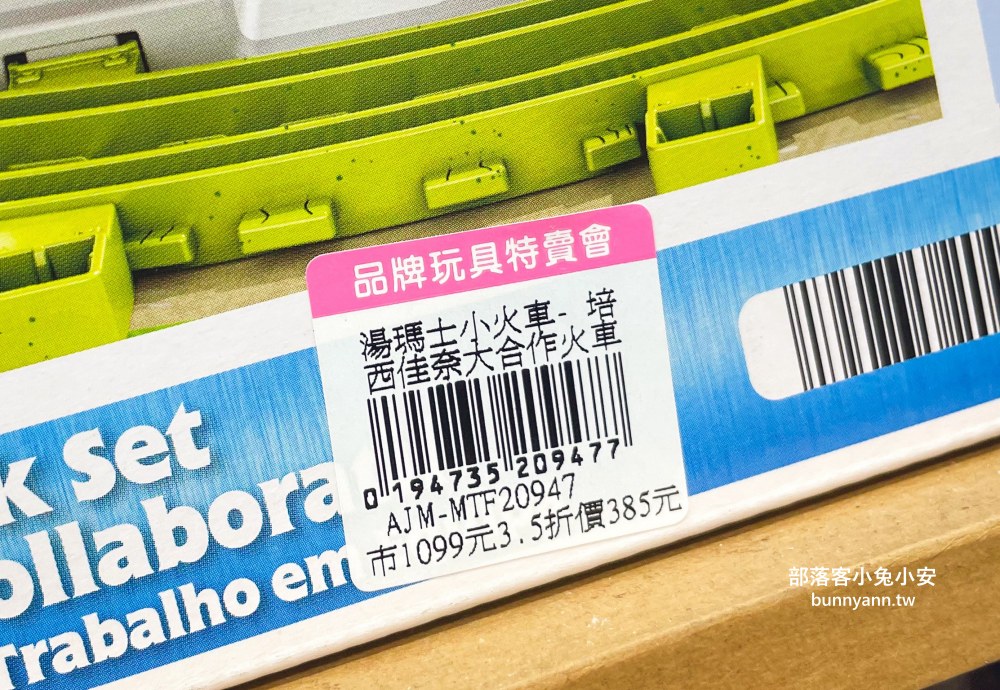 品牌玩具特賣會
湯瑪士小火車- 培
西佳奈大合作火車
0 194735 209477
AJM-MTF20947
市1099元3.5折價385元
k Set
ollabora
Trabalho em
部落客小兔小安
bunnyann.tw